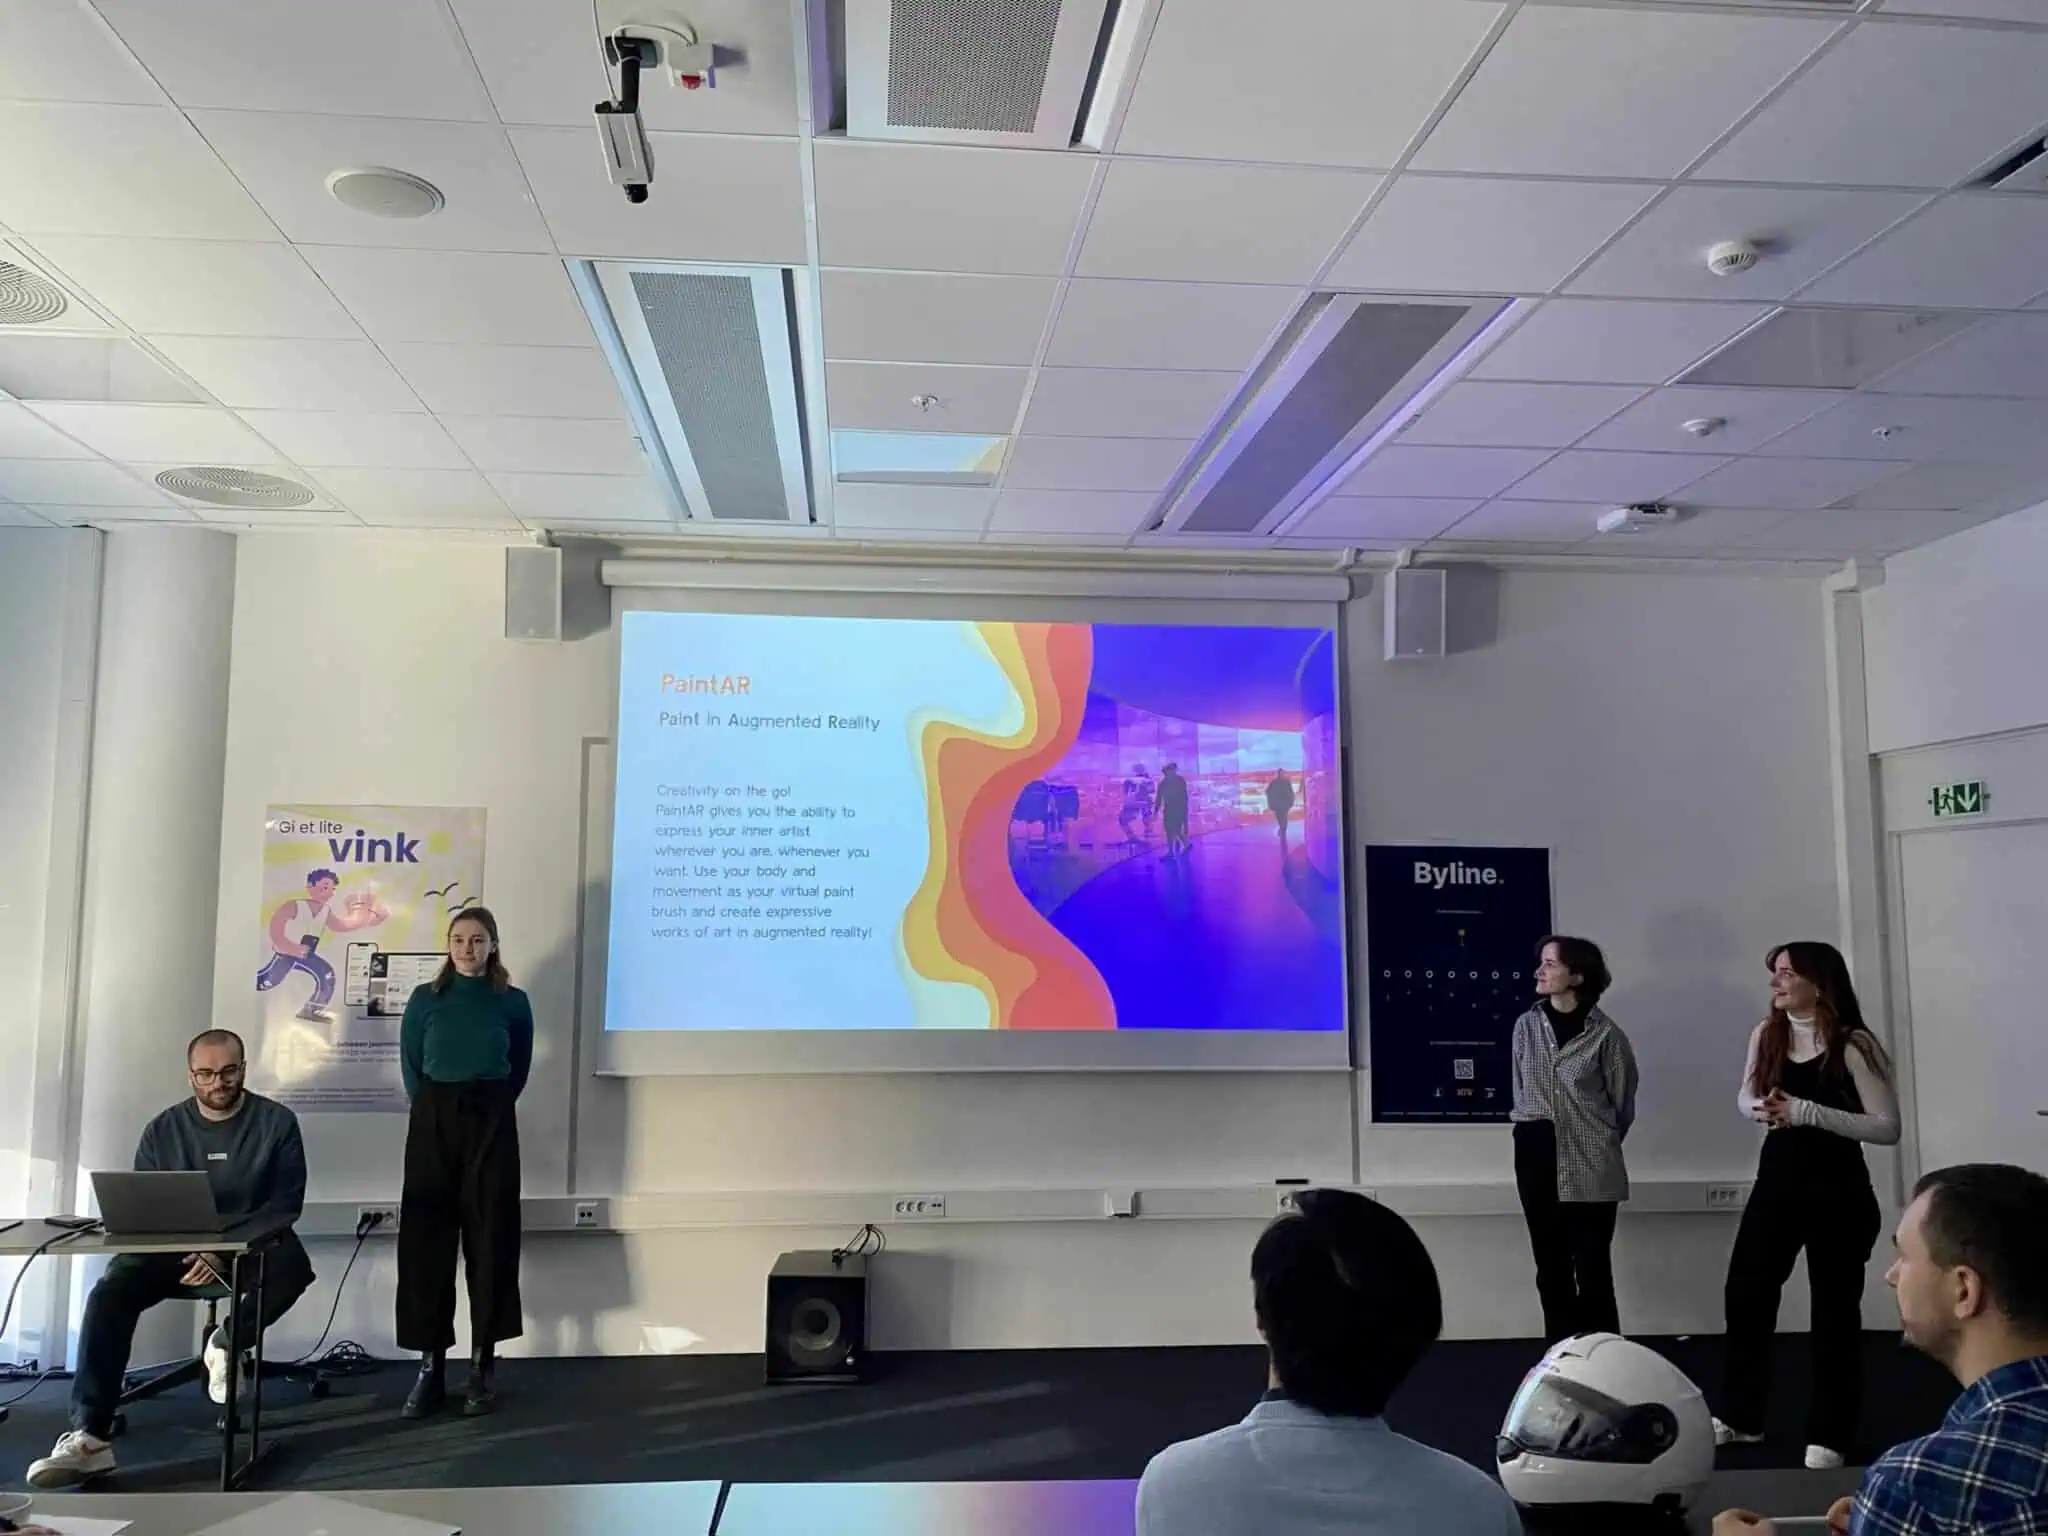 PaintAR
Paint in Augmented Reality
Creativity on the go!
PaintAR gives you the ability to
express your inner artist
wherever you are, whenever you
want. Use your body and
movement as your virtual paint
brush and create expressive
works of art in augmented reality!
Gi et lite
vink
Byline.